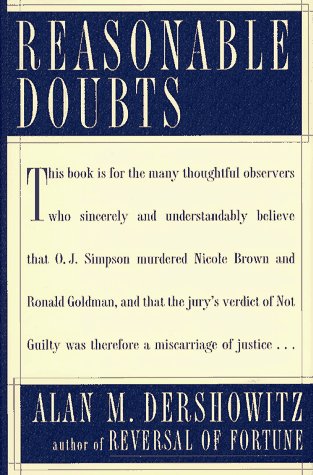 REASONABLE
DOUBTS
This book is for the many thoughtful observers
who sincerely and understandably believe
that O. J. Simpson murdered Nicole Brown and
Ronald Goldman, and that the jury's verdict of Not
Guilty was therefore a miscarriage of justice . . .
ALAN M. DERSHOWITZ
author of REVERSAL OF FORTUNE